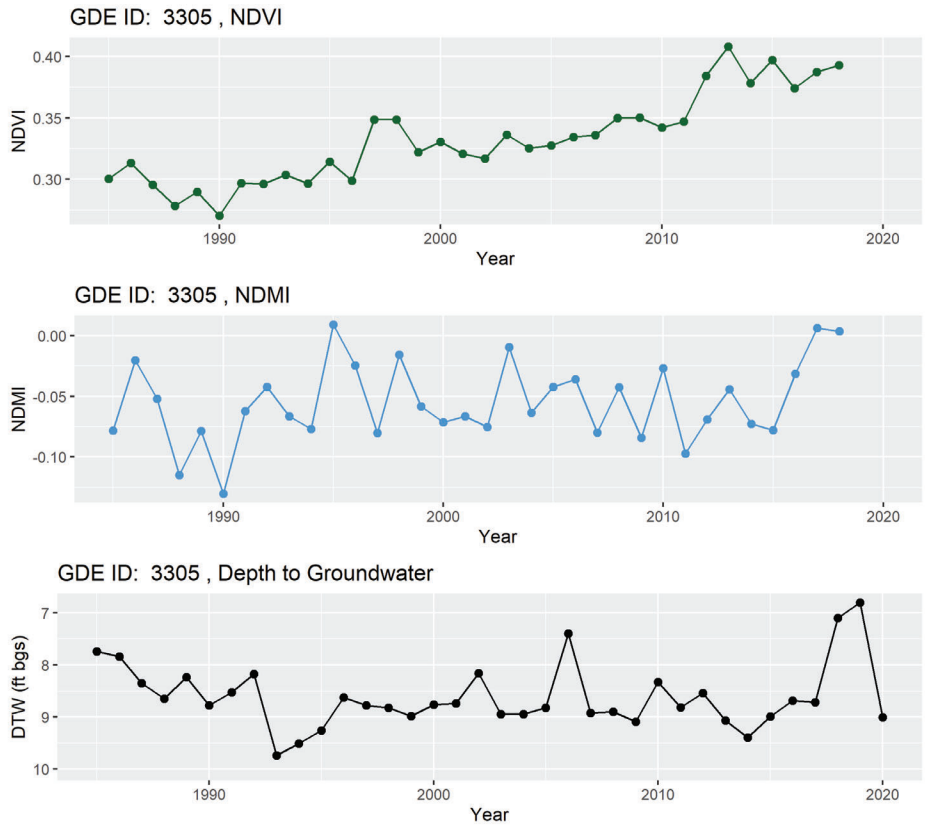 GDE ID:  3305 , NDVI
NDVI
0.40
0.35
0.30
1990 2000 2010 2020
Year
GDE ID:  3305 , NDMI
NDMI
0.00
-0.05
-0.10
1990 2000 2010 2020
Year
GDE ID:  3305 , Depth to Groundwater
DTW (ft bgs)
7
8
9
10
1990 2000 2010 2020
Year